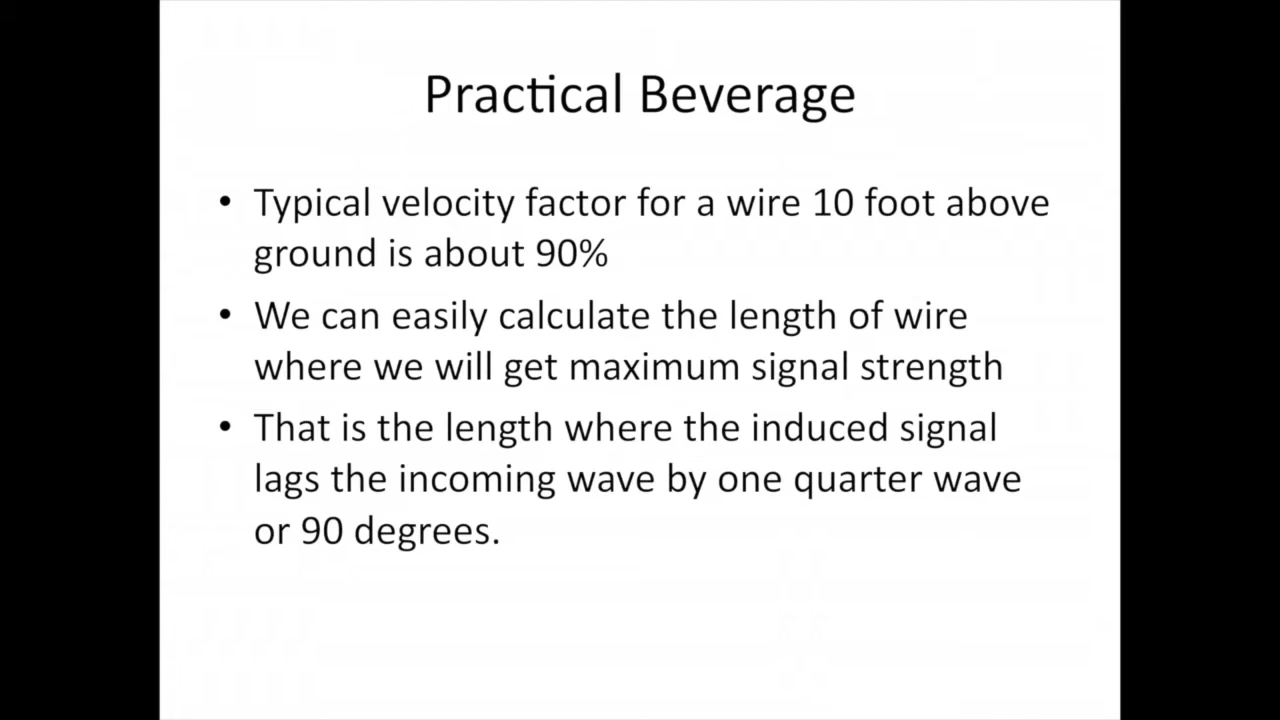 Practical Beverage
• Typical velocity factor for a wire 10 foot above
ground is about 90%
• We can easily calculate the length of wire
where we will get maximum signal strength
• That is the length where the induced signal
lags the incoming wave by one quarter wave
or 90 degrees.